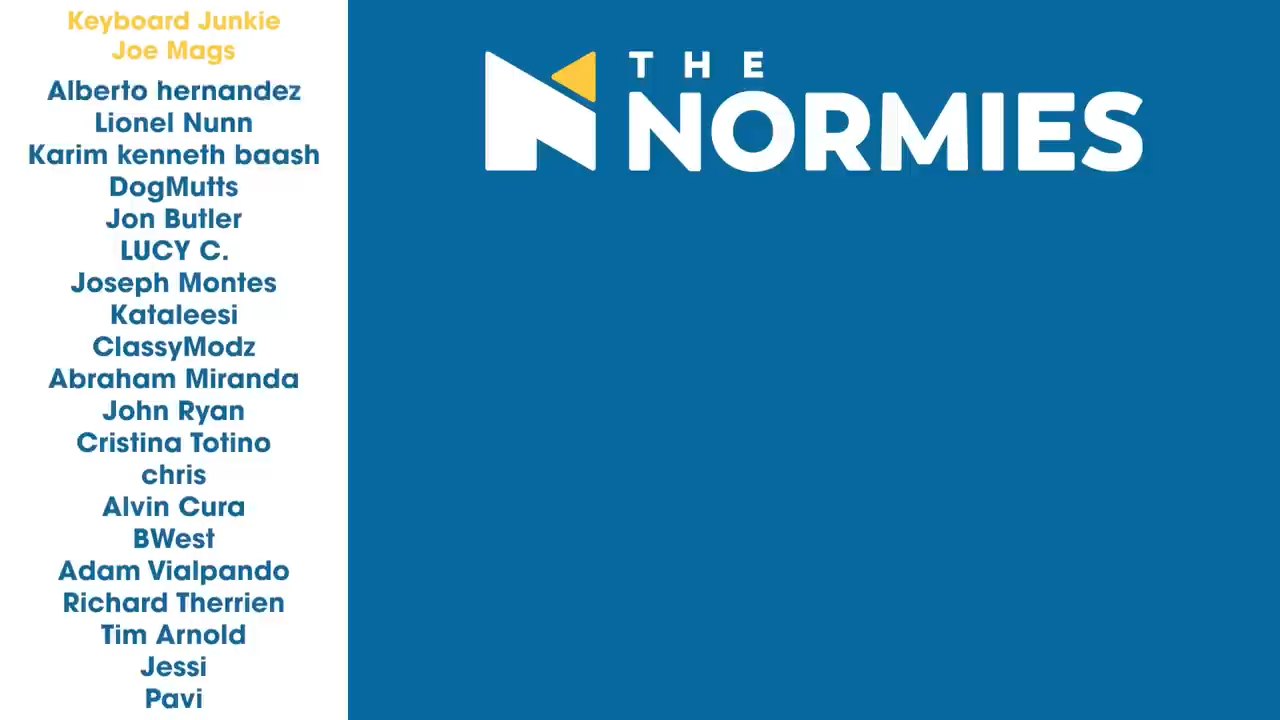 Keyboard Junkie
Joe Mags
Alberto hernandez
Lionel Nunn
Karim kenneth baash
DogMutts
Jon Butler
LUCY C.
Joseph Montes
Kataleesi
ClassyModz
Abraham Miranda
John Ryan
Cristina Totino
chris
Alvin Cura
BWest
Adam Vialpando
Richard Therrien
Tim Arnold
Jessi
Pavi
THE
NORMIES